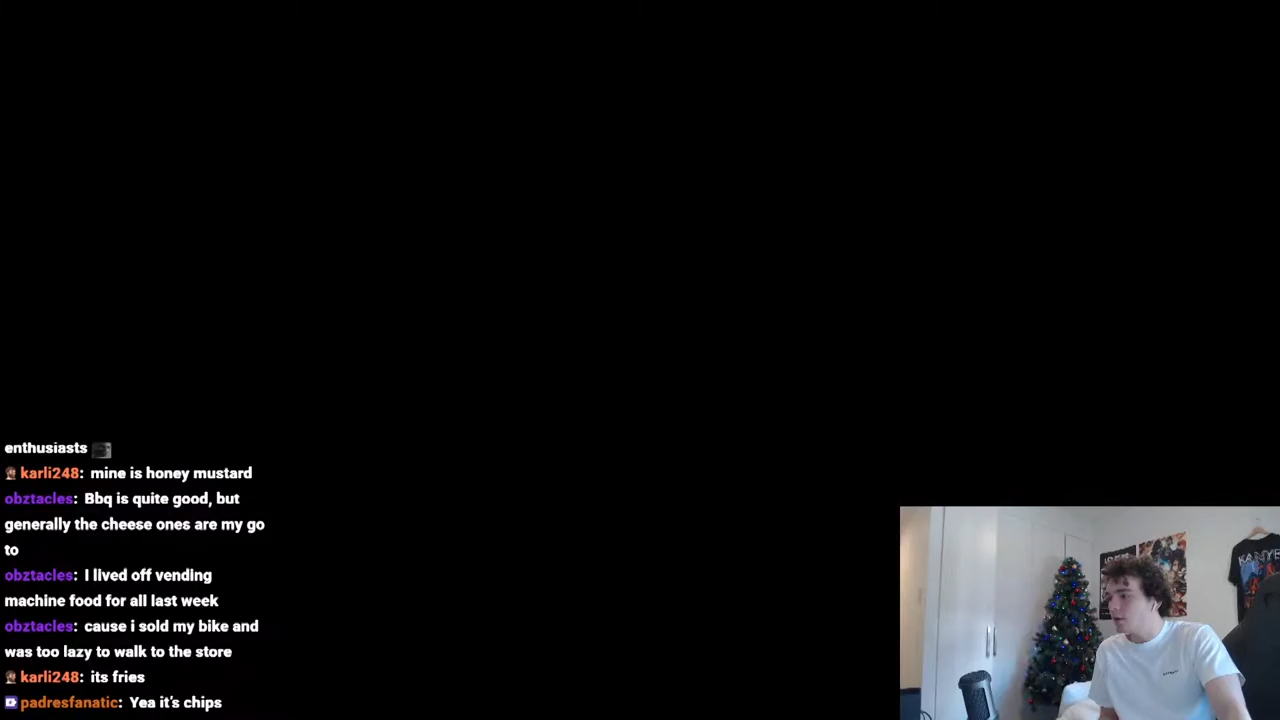 enthusiasts
karli248: mine is honey mustard
obztacles: Bbq is quite good, but
generally the cheese ones are my go
to
obztacles: I lived off vending
machine food for all last week
obztacles: cause i sold my bike and
was too lazy to walk to the store
karli248: its fries
padresfanatic: Yea it's chips
KANYE